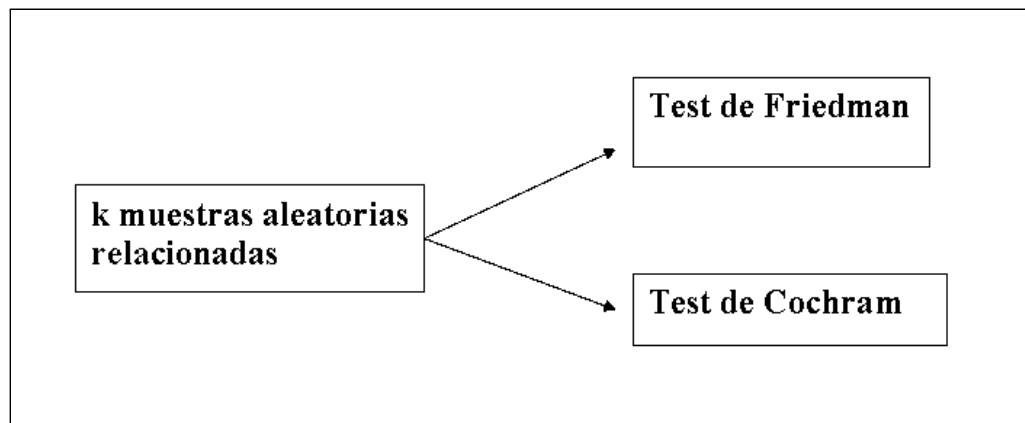 k muestras aleatorias
relacionadas
Test de Friedman
Test de Cochram